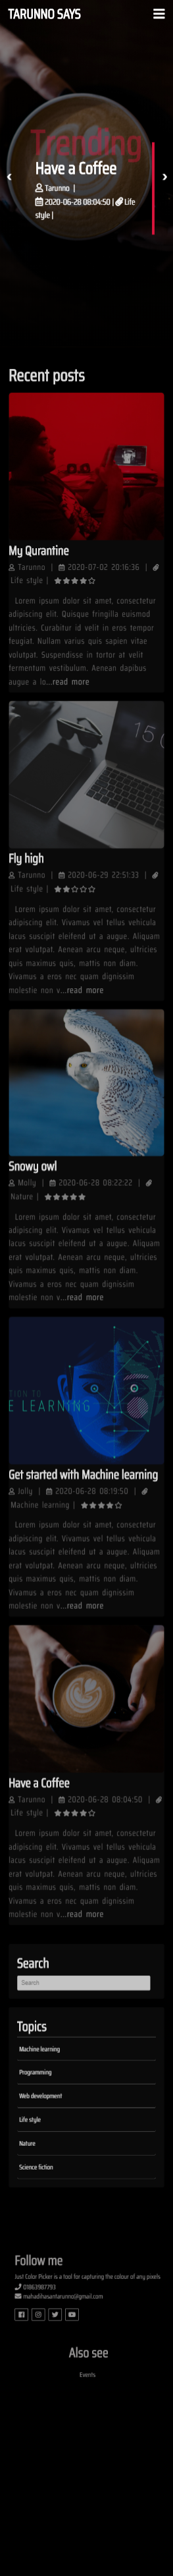 TARUNNO SAYS
Trending
Have a Coffee
Tarunno |
2020-06-28 08:04:50 | Life
style |
Recent posts
My Qurantine
Tarunno | 2020-07-02 20:16:36 |
Life style |
Lorem ipsum dolor sit amet, consectetur
adipiscing elit. Quisque fringilla euismod
ultricies. Curabitur id velit in eros tempor
feugiat. Nullam varius quis sapien vitae
volutpat. Suspendisse in tortor at velit
fermentum vestibulum. Aenean dapibus
augue a lo...read more
150
Fly high
Tarunno | 2020-06-29 22:51:33 |
Life style |
Lorem ipsum dolor sit amet, consectetur
adipiscing elit. Vivamus vel tellus vehicula
lacus suscipit eleifend ut a augue. Aliquam
erat volutpat. Aenean arcu neque, ultricies
quis maximus quis, mattis non diam.
Vivamus a eros nec quam dignissim
molestie non v...read more
Snowy owl
Molly | 2020-06-28 08:22:22 |
Nature |
Lorem ipsum dolor sit amet, consectetur
adipiscing elit. Vivamus vel tellus vehicula
lacus suscipit eleifend ut a augue. Aliquam
erat volutpat. Aenean arcu neque, ultricies
quis maximus quis, mattis non diam.
Vivamus a eros nec quam dignissim
molestie non v...read more
TION TO
E LEARNING
Get started with Machine learning
Jolly | 2020-06-28 08:19:50 |
Machine learning |
Lorem ipsum dolor sit amet, consectetur
adipiscing elit. Vivamus vel tellus vehicula
lacus suscipit eleifend ut a augue. Aliquam
erat volutpat. Aenean arcu neque, ultricies
quis maximus quis, mattis non diam.
Vivamus a eros nec quam dignissim
molestie non v...read more
Have a Coffee
Tarunno | 2020-06-28 08:04:50 |
Life style |
Lorem ipsum dolor sit amet, consectetur
adipiscing elit. Vivamus vel tellus vehicula
lacus suscipit eleifend ut a augue. Aliquam
erat volutpat. Aenean arcu neque, ultricies
quis maximus quis, mattis non diam.
Vivamus a eros nec quam dignissim
molestie non v...read more
Search
Search
Topics
Machine learning
Programming
Web development
Life style
Nature
Science fiction
Follow me
Just Color Picker is a tool for capturing the colour of any pixels
01863987793
mahadihasantarunno@gmail.com
Also see
Events